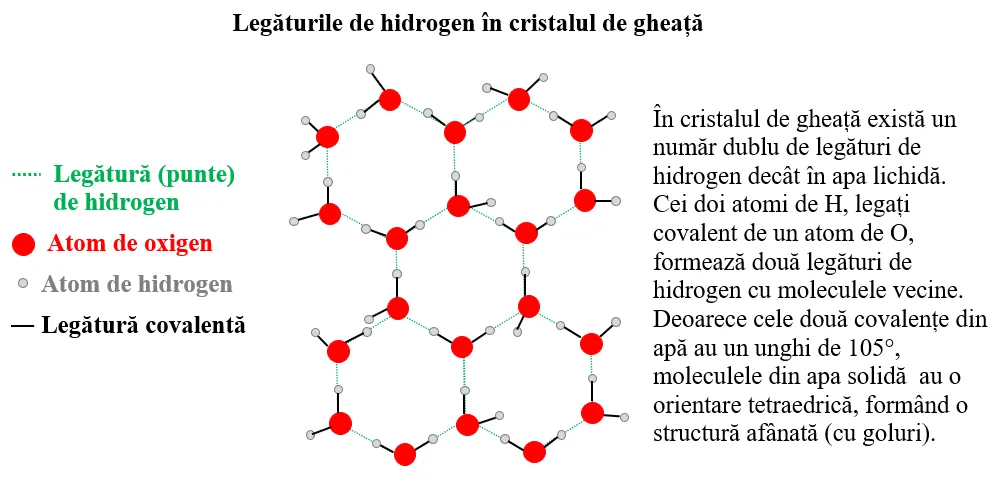 Legăturile de hidrogen în cristalul de gheață
Legătură (punte)
de hidrogen
Atom de oxigen
Atom de hidrogen
Legătură covalentă
În cristalul de gheață există un
număr dublu de legături de
hidrogen decât în apa lichidă.
Cei doi atomi de H, legați
covalent de un atom de O,
formează două legături de
hidrogen cu moleculele vecine.
Deoarece cele două covalențe din
apă au un unghi de 105°,
moleculele din apa solidă au o
orientare tetraedrică, formând o
structură afânată (cu goluri).